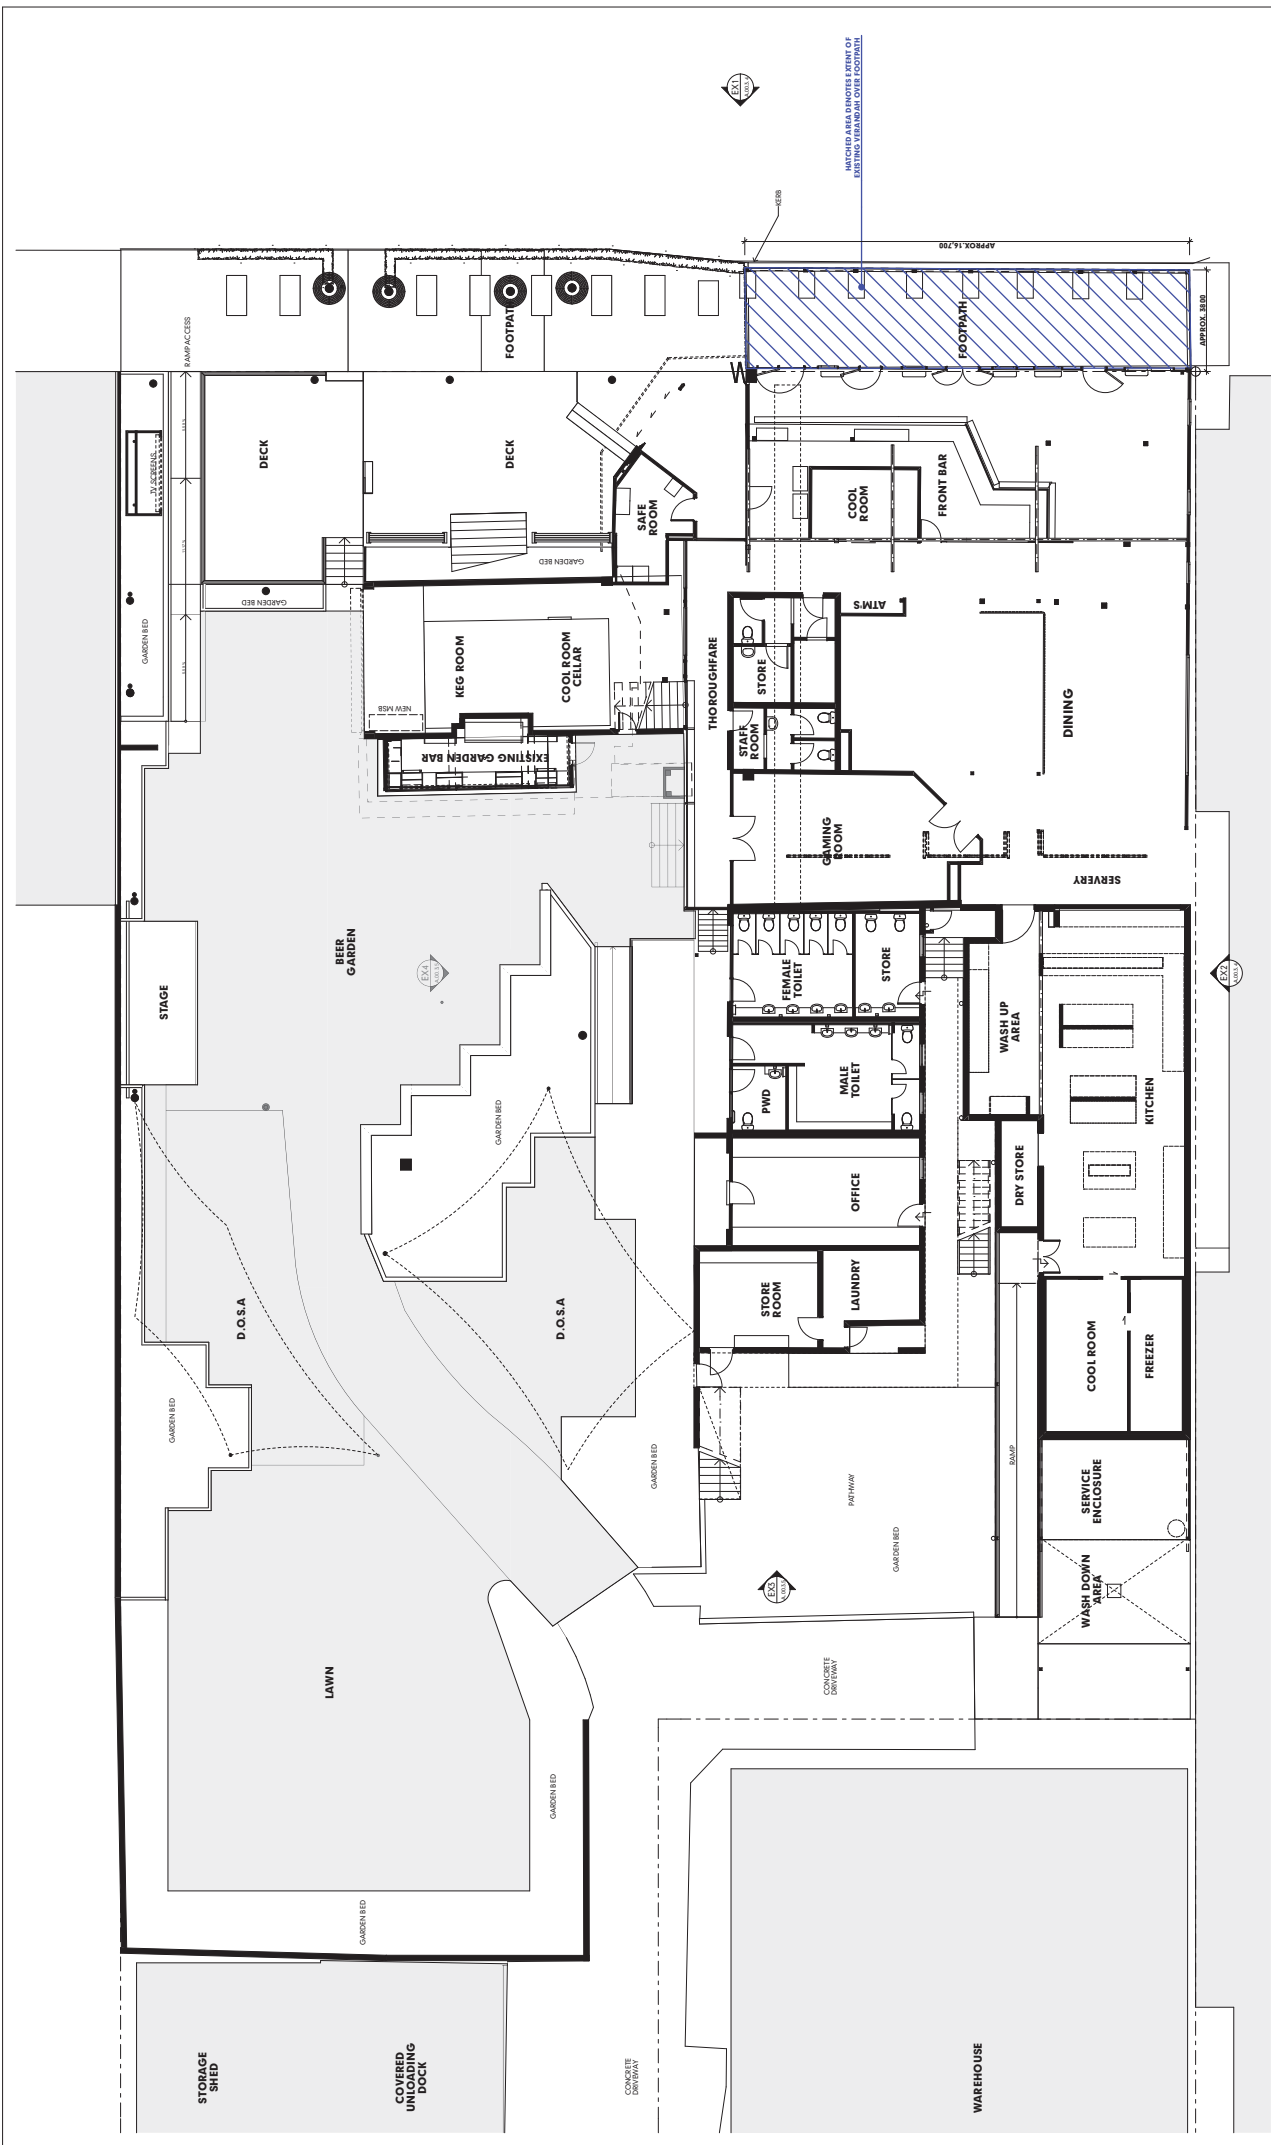 HATCHED AREA DENOTES EXTENT OF
EXISTING VERANDAH OVER FOOTPATH
EX1
KERB
APPROX.16,700
APPROX. 3800
FOOTPATH
FOOTPATH
RAMP ACCESS
W
TV SCREENS
GARDEN BED
DECK
DECK
GARDEN BED
GARDEN BED
SAFE
ROOM
COOL
ROOM
FRONT BAR
ATM'S
THOROUGHFARE
STORE
STAFF
ROOM
DINING
KEG ROOM
COOL ROOM
CELLAR
NEW MSB
EXISTING GARDEN BAR
GAMING
ROOM
SERVERY
BEER
GARDEN
STAGE
EX4
EX2
FEMALE
TOILET
STORE
WASH UP
AREA
KITCHEN
MALE
TOILET
PWD
GARDEN BED
OFFICE
DRY STORE
D.O.S.A
D.O.S.A
STORE
ROOM
LAUNDRY
COOL ROOM
FREEZER
GARDEN BED
GARDEN BED
PATHWAY
GARDEN BED
RAMP
SERVICE
ENCLOSURE
WASH DOWN
AREA
EX3
LAWN
CONCRETE
DRIVEWAY
GARDEN BED
GARDEN BED
STORAGE
SHED
COVERED
UNLOADING
DOCK
CONCRETE
DRIVEWAY
WAREHOUSE